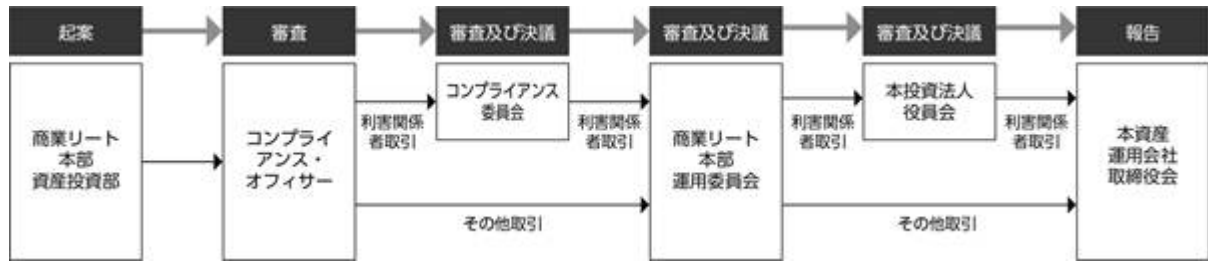 起案
審査
審査及び決議
審査及び決議
審査及び決議
報告
商業リート
本部
資産投資部
コンプライ
アンス・
オフィサー
利害関係
者取引
コンプライアンス
委員会
利害関係
者取引
その他取引
商業リート
本部
運用委員会
利害関係
者取引
本投資法人
役員会
利害関係
者取引
その他取引
本資産
運用会社
取締役会